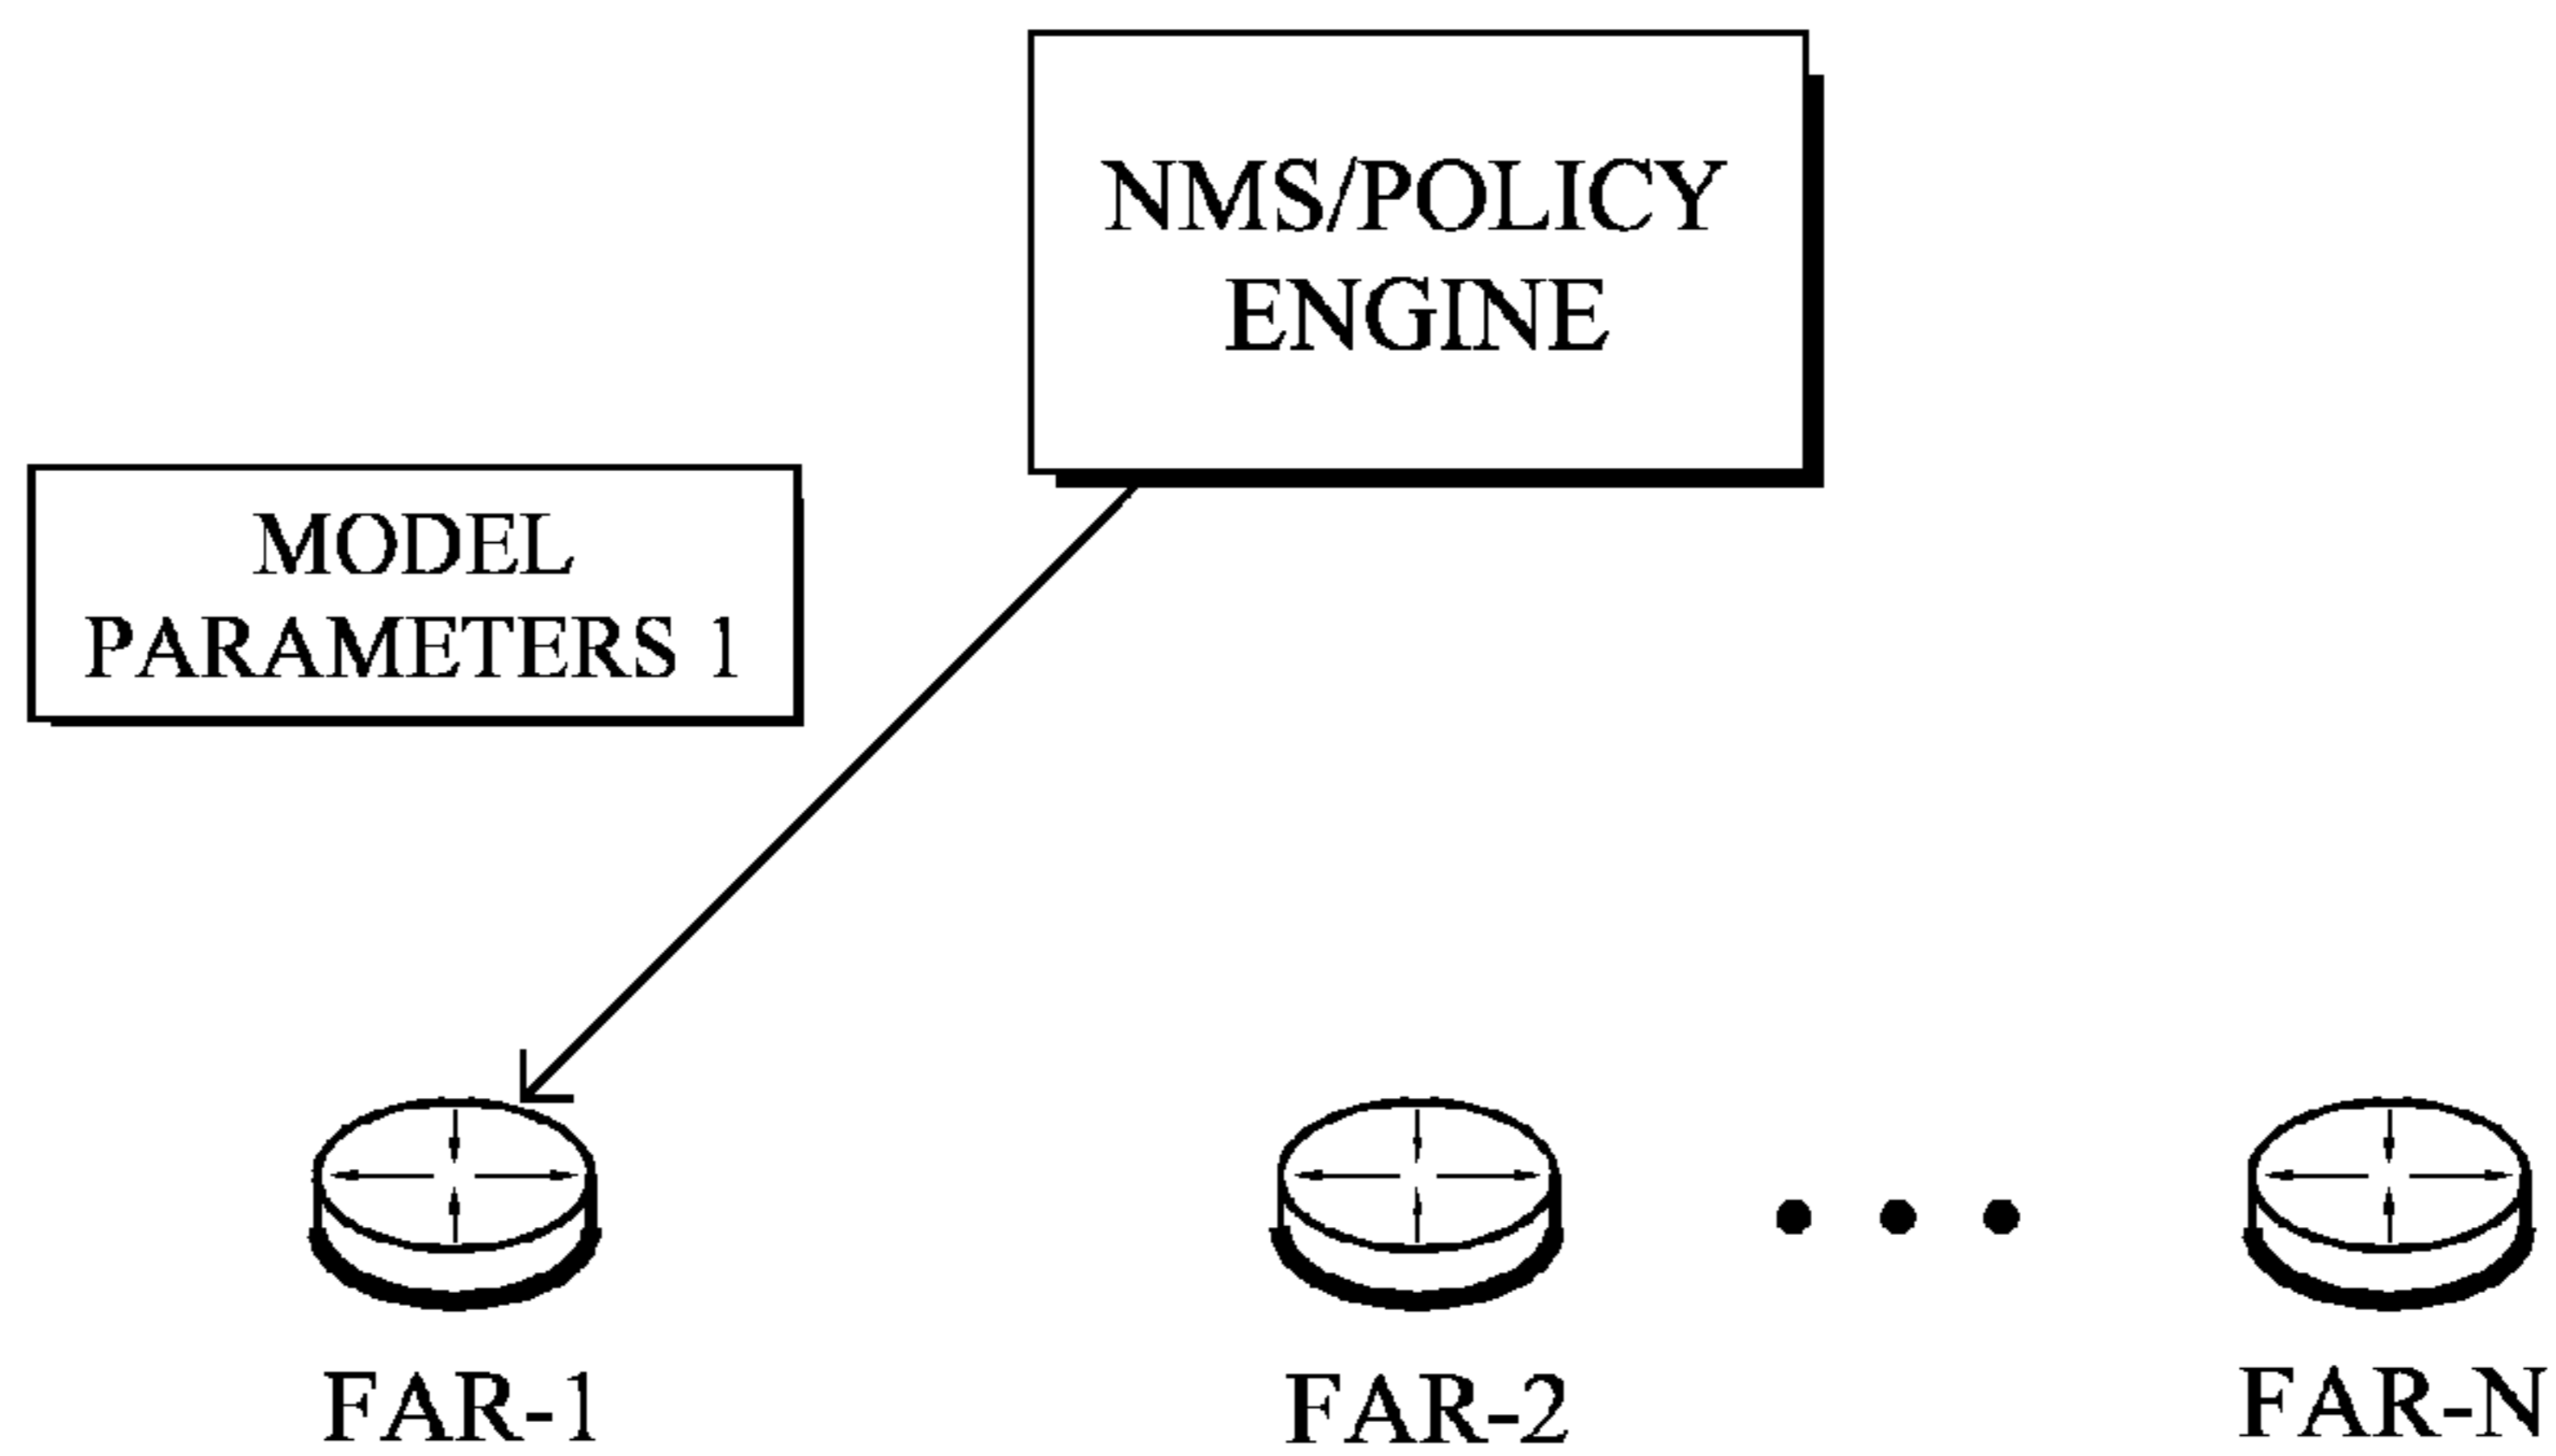 NMS/POLICY
ENGINE
MODEL
PARAMETERS 1
FAR-1
FAR-2
FAR-N